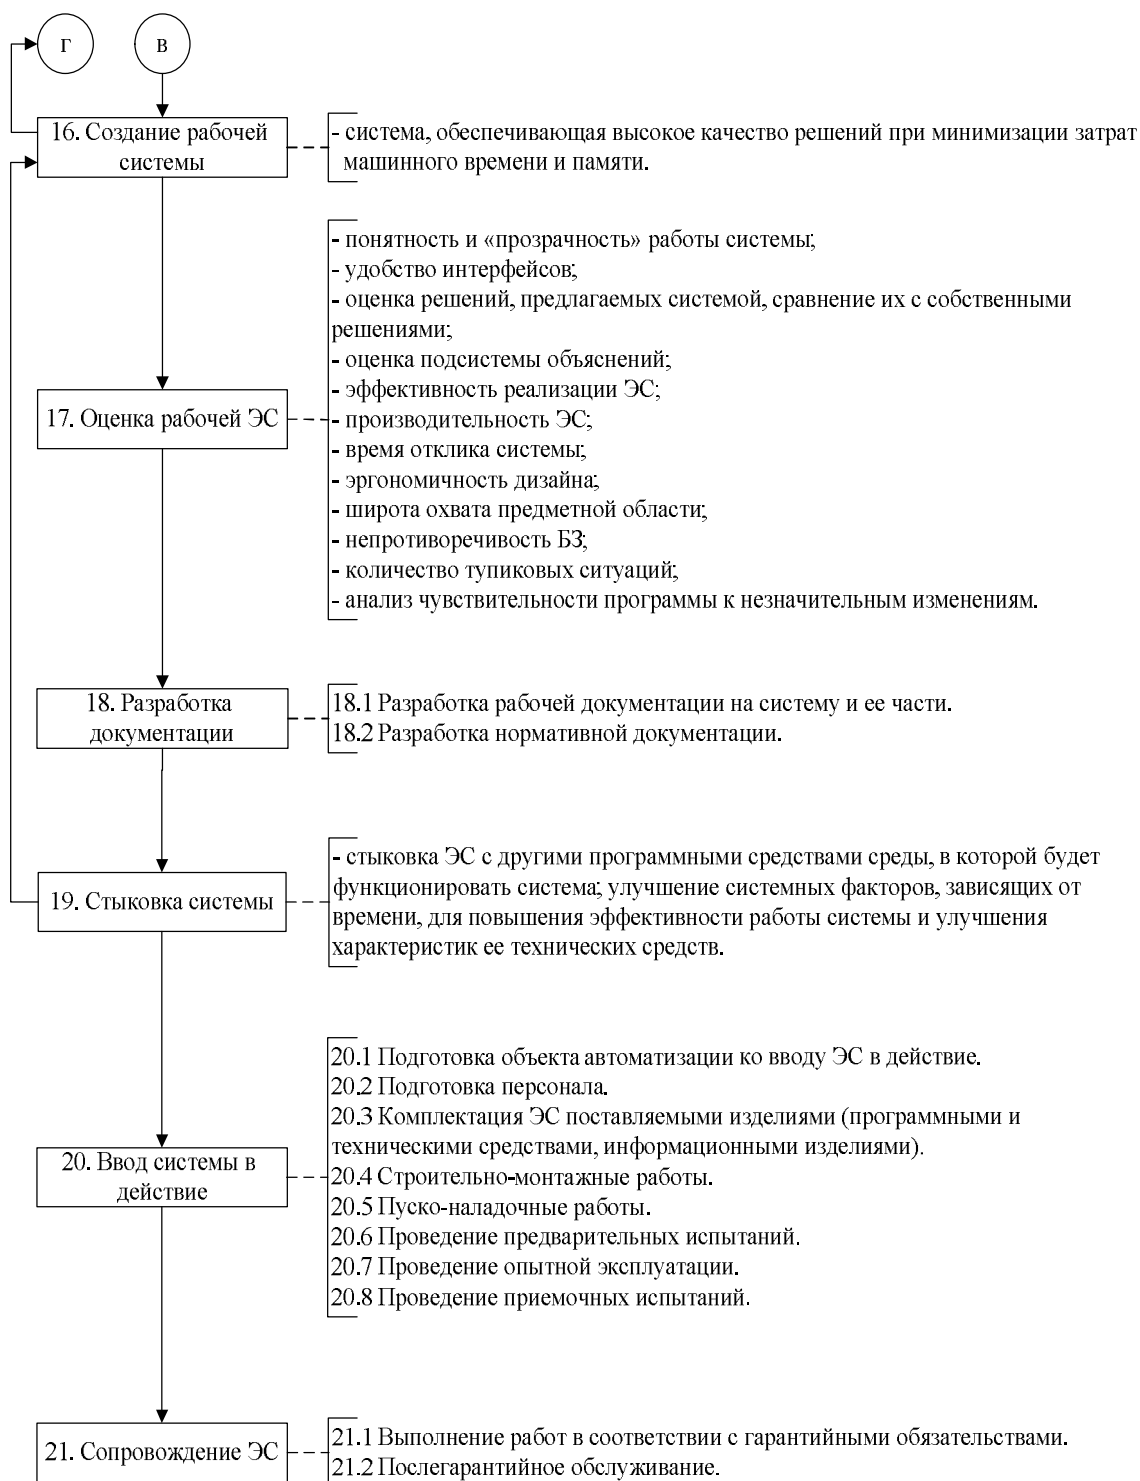 г
в
16. Создание рабочей
системы
- система, обеспечивающая высокое качество решений при минимизации затрат
машинного времени и памяти.
- понятность и «прозрачность» работы системы;
- удобство интерфейсов;
- оценка решений, предлагаемых системой, сравнение их с собственными
решениями;
- оценка подсистемы объяснений;
- эффективность реализации ЭС;
- производительность ЭС;
- время отклика системы;
- эргономичность дизайна;
- широта охвата предметной области;
- непротиворечивость БЗ;
- количество тупиковых ситуаций;
- анализ чувствительности программы к незначительным изменениям.
17. Оценка рабочей ЭС
18. Разработка
документации
18.1 Разработка рабочей документации на систему и ее части.
18.2 Разработка нормативной документации.
19. Стыковка системы
- стыковка ЭС с другими программными средствами среды, в которой будет
функционировать система; улучшение системных факторов, зависящих от
времени, для повышения эффективности работы системы и улучшения
характеристик ее технических средств.
20. Ввод системы в
действие
20.1 Подготовка объекта автоматизации ко вводу ЭС в действие.
20.2 Подготовка персонала.
20.3 Комплектация ЭС поставляемыми изделиями (программными и
техническими средствами, информационными изделиями).
20.4 Строительно-монтажные работы.
20.5 Пуско-наладочные работы.
20.6 Проведение предварительных испытаний.
20.7 Проведение опытной эксплуатации.
20.8 Проведение приемочных испытаний.
21. Сопровождение ЭС
21.1 Выполнение работ в соответствии с гарантийными обязательствами.
21.2 Послегарантийное обслуживание.